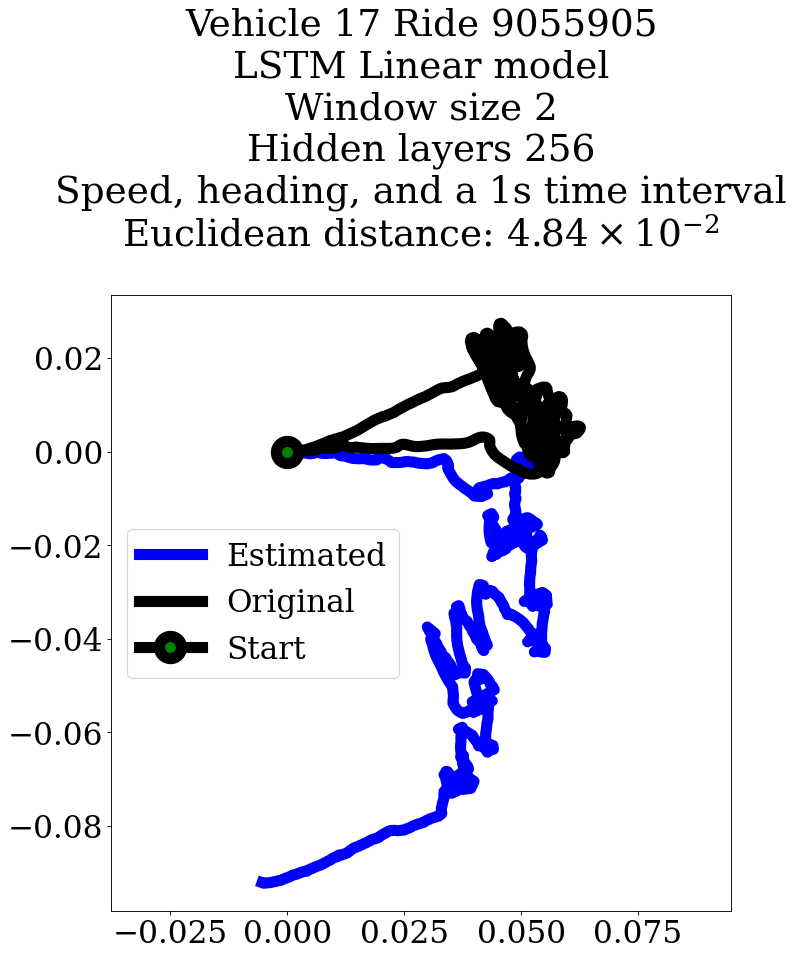 Vehicle 17 Ride 9055905
LSTM Linear model
Window size 2
Hidden layers 256
Speed, heading, and a 1s time interval
Euclidean distance: 4.84 × 10⁻²
0.02
0.00
−0.02
−0.04
−0.06
−0.08
Estimated
Original
Start
−0.025 0.000 0.025 0.050 0.075